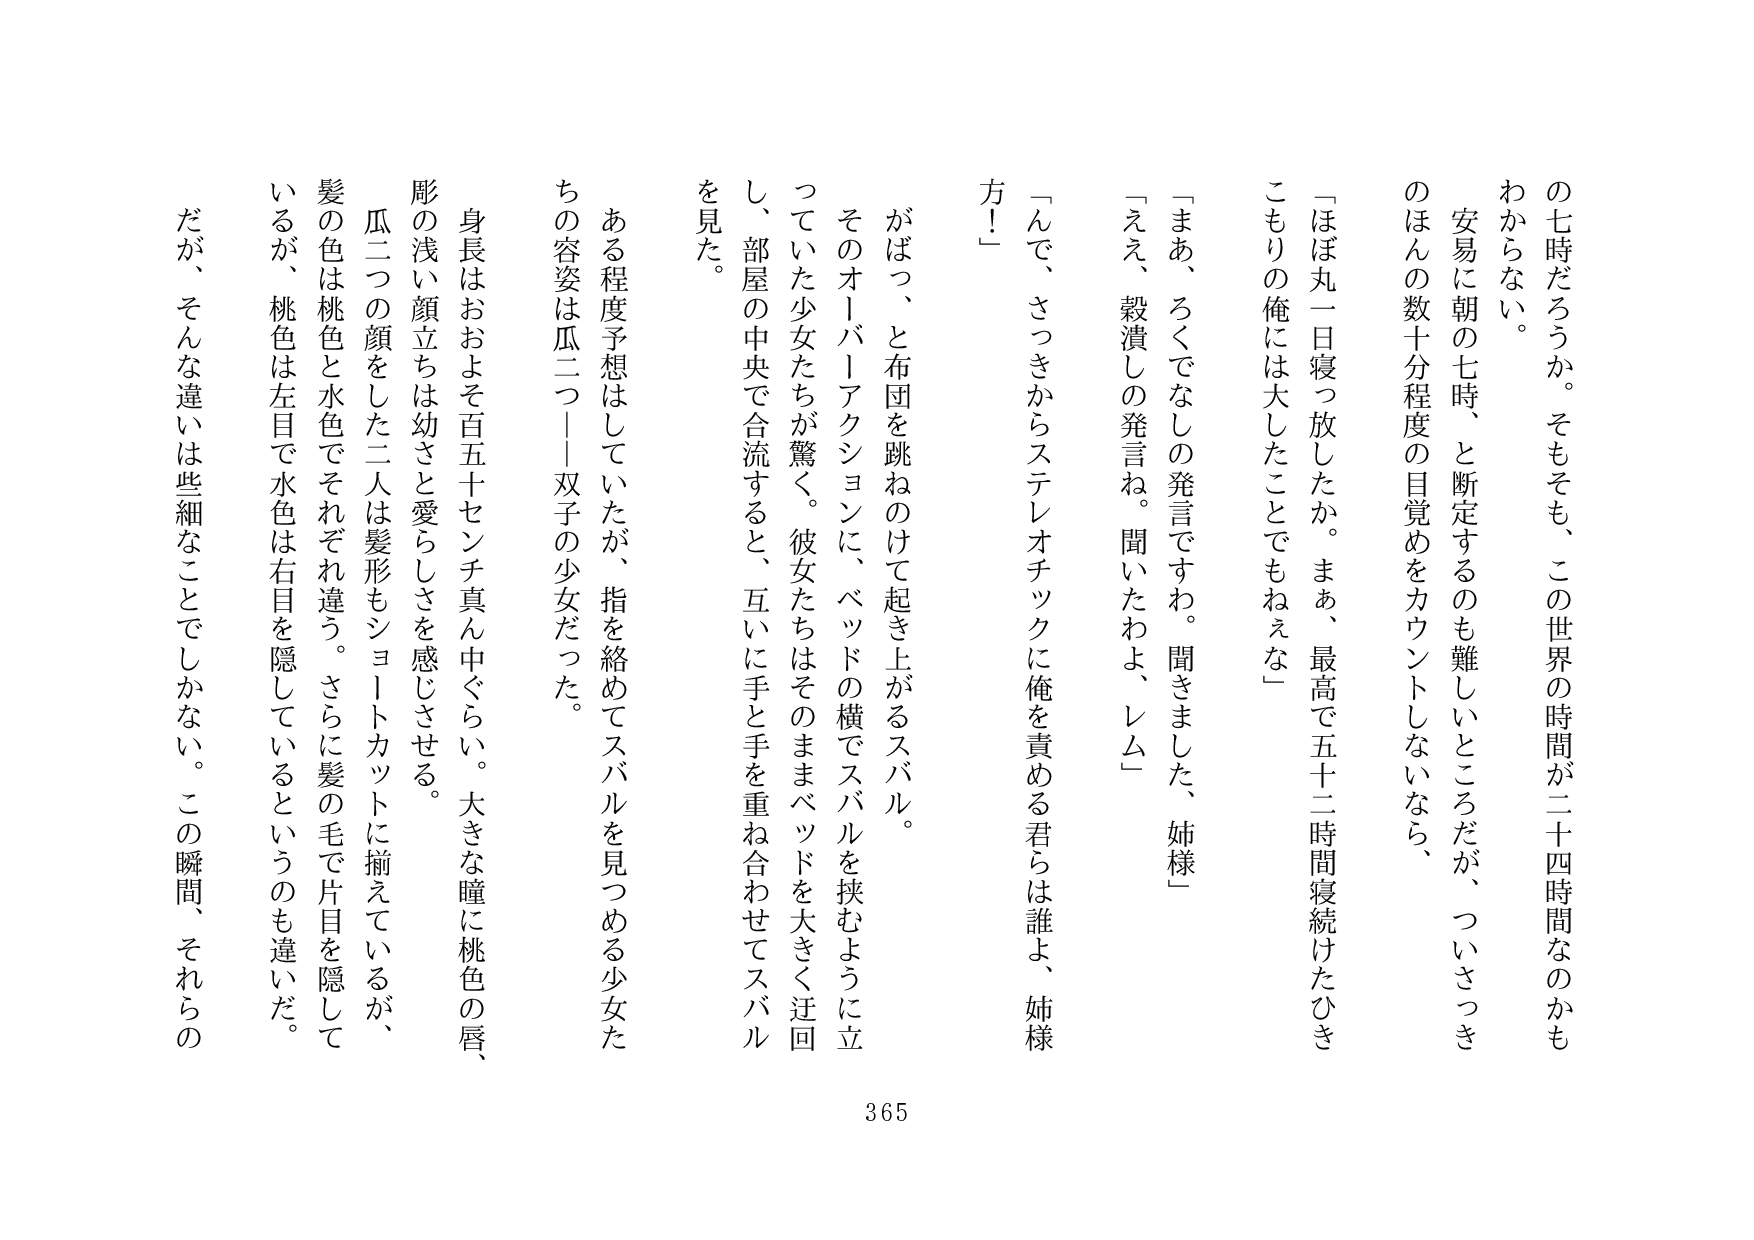 の七時だろうか。そもそも、この世界の時間が二十四時間なのかも
わからない。
　安易に朝の七時、と断定するのも難しいところだが、ついさっき
のほんの数十分程度の目覚めをカウントしないなら、
「ほぼ丸一日寝っ放したか。まぁ、最高で五十二時間寝続けたひき
こもりの俺には大したことでもねぇな」
「まあ、ろくでなしの発言ですわ。聞きました、姉様」
「ええ、穀潰しの発言ね。聞いたわよ、レム」
「んで、さっきからステレオチックに俺を責める君らは誰よ、姉様
方！」
　がばっ、と布団を跳ねのけて起き上がるスバル。
　そのオーバーアクションに、ベッドの横でスバルを挟むように立
っていた少女たちが驚く。彼女たちはそのままベッドを大きく迂回
し、部屋の中央で合流すると、互いに手と手を重ね合わせてスバル
を見た。
　ある程度予想はしていたが、指を絡めてスバルを見つめる少女た
ちの容姿は瓜二つ――双子の少女だった。
　身長はおおよそ百五十センチ真ん中ぐらい。大きな瞳に桃色の唇、
彫の浅い顔立ちは幼さと愛らしさを感じさせる。
　瓜二つの顔をした二人は髪形もショートカットに揃えているが、
髪の色は桃色と水色でそれぞれ違う。さらに髪の毛で片目を隠して
いるが、桃色は左目で水色は右目を隠しているというのも違いだ。
　だが、そんな違いは些細なことでしかない。この瞬間、それらの
365